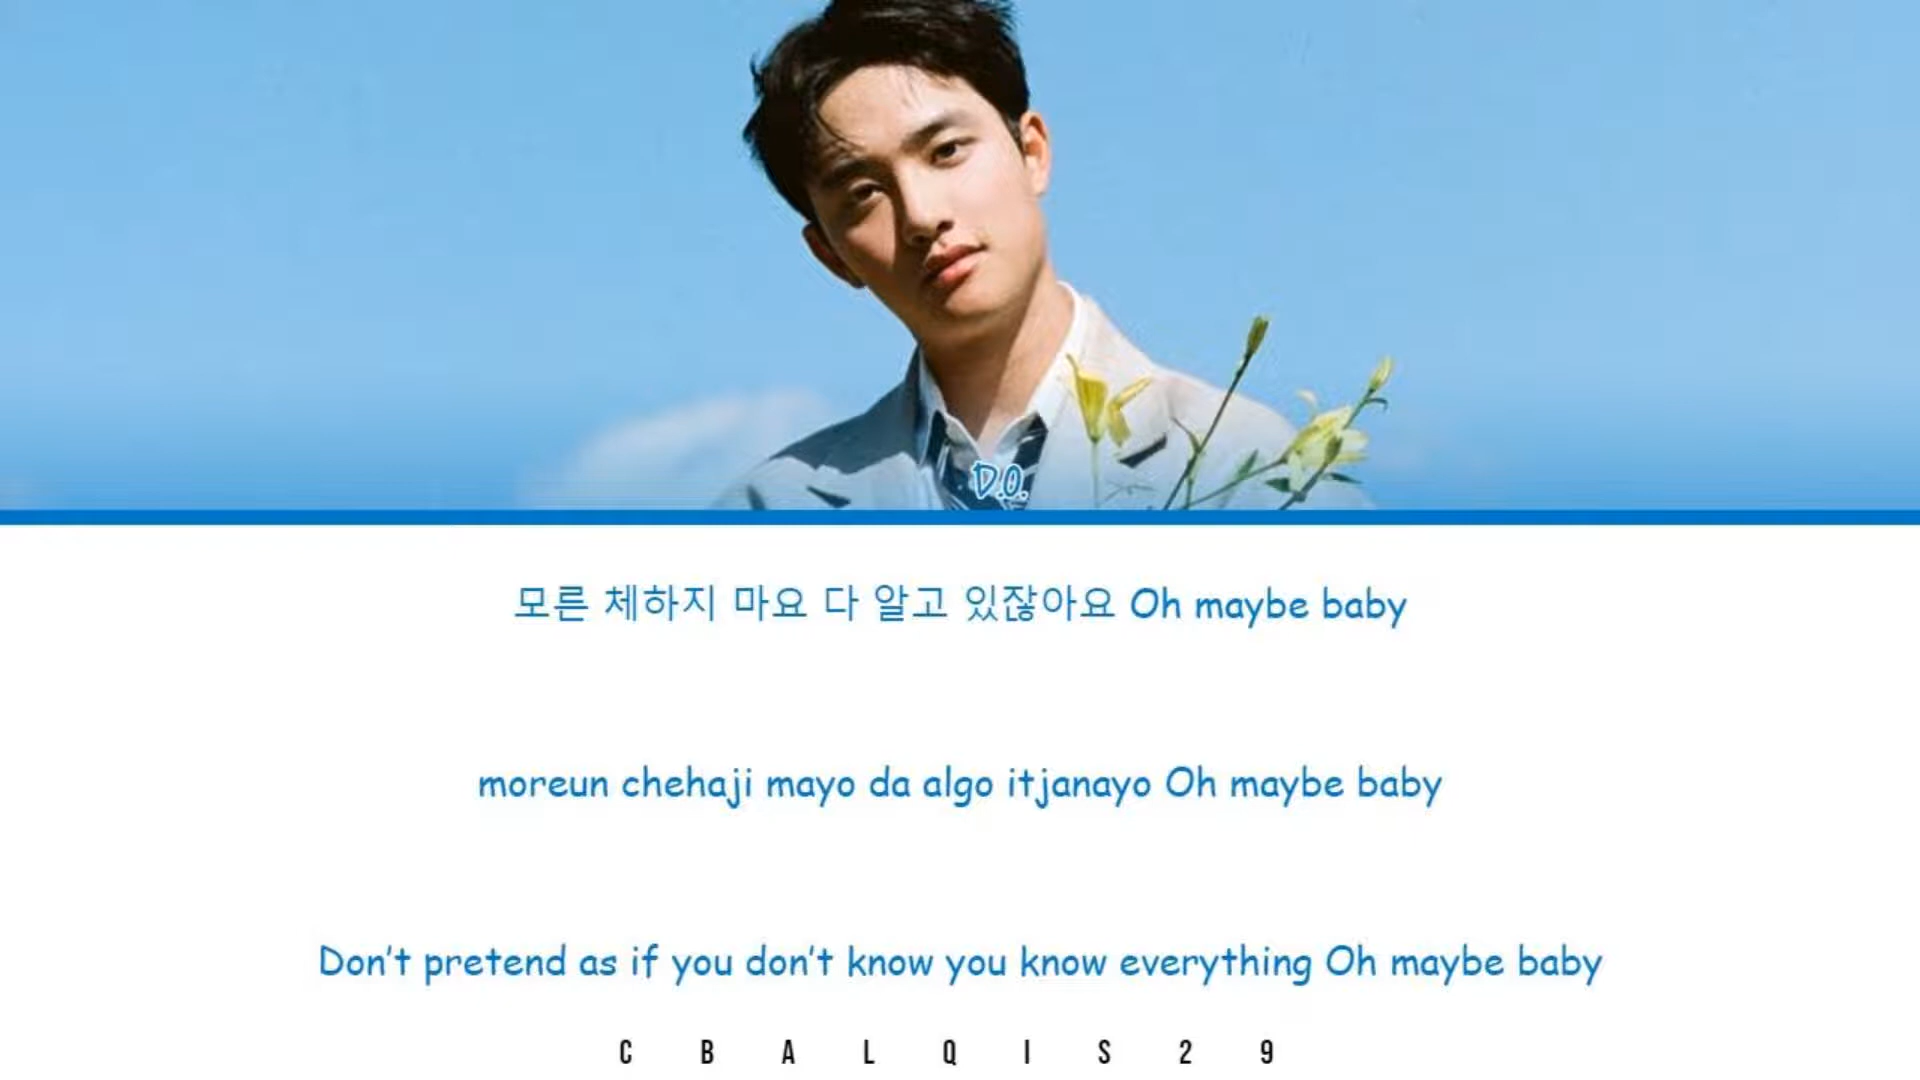 D.O.
모른 체하지 마요 다 알고 있잖아요 Oh maybe baby
moreun chehaji mayo da algo itjanayo Oh maybe baby
Don't pretend as if you don't know you know everything Oh maybe baby
CBALQIS29